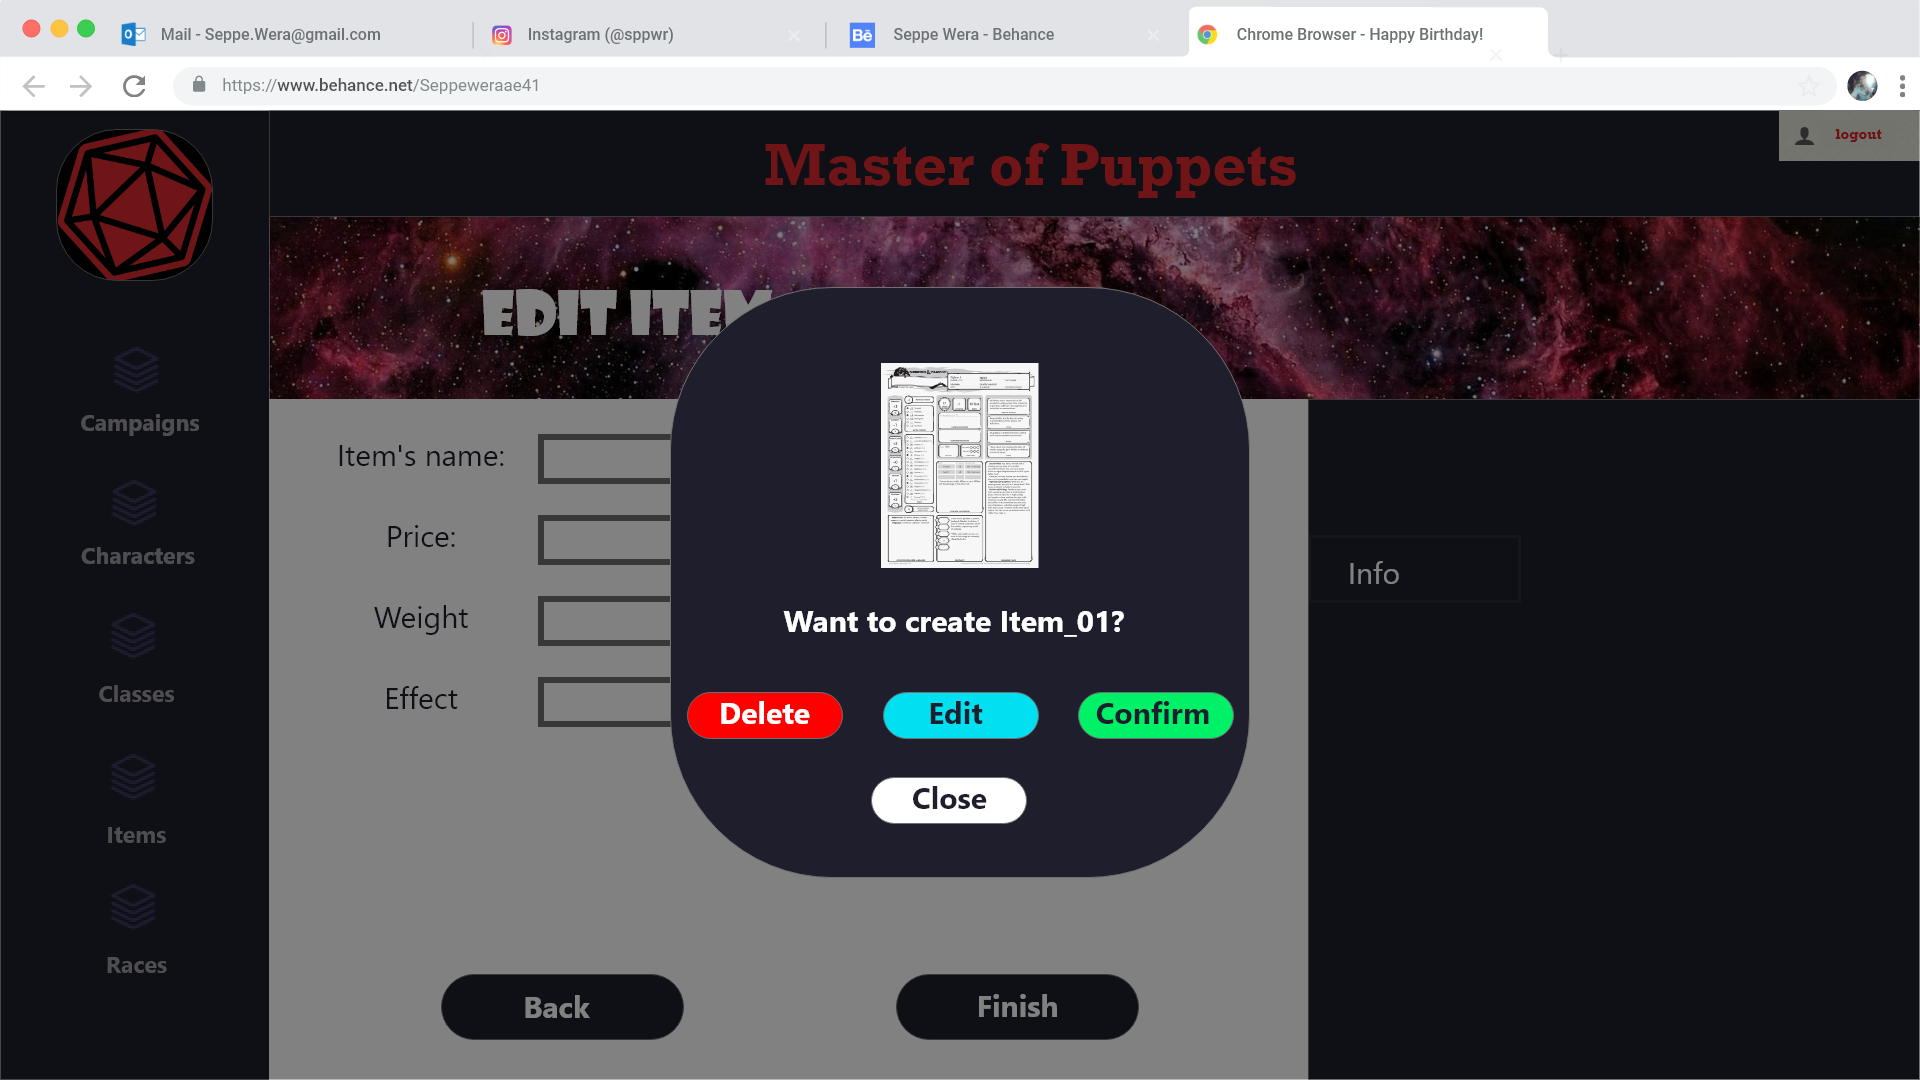 Mail - Seppe.Wera@gmail.com
Instagram (@sppwr)
Bē
Seppe Wera - Behance
Chrome Browser - Happy Birthday!
https://www.behance.net/Seppeweraae41
Master of Puppets
logout
EDIT ITEM
Campaigns
Characters
Classes
Items
Races
Item's name:
Price:
Weight
Effect
Info
Want to create Item_01?
Delete
Edit
Confirm
Close
Back
Finish